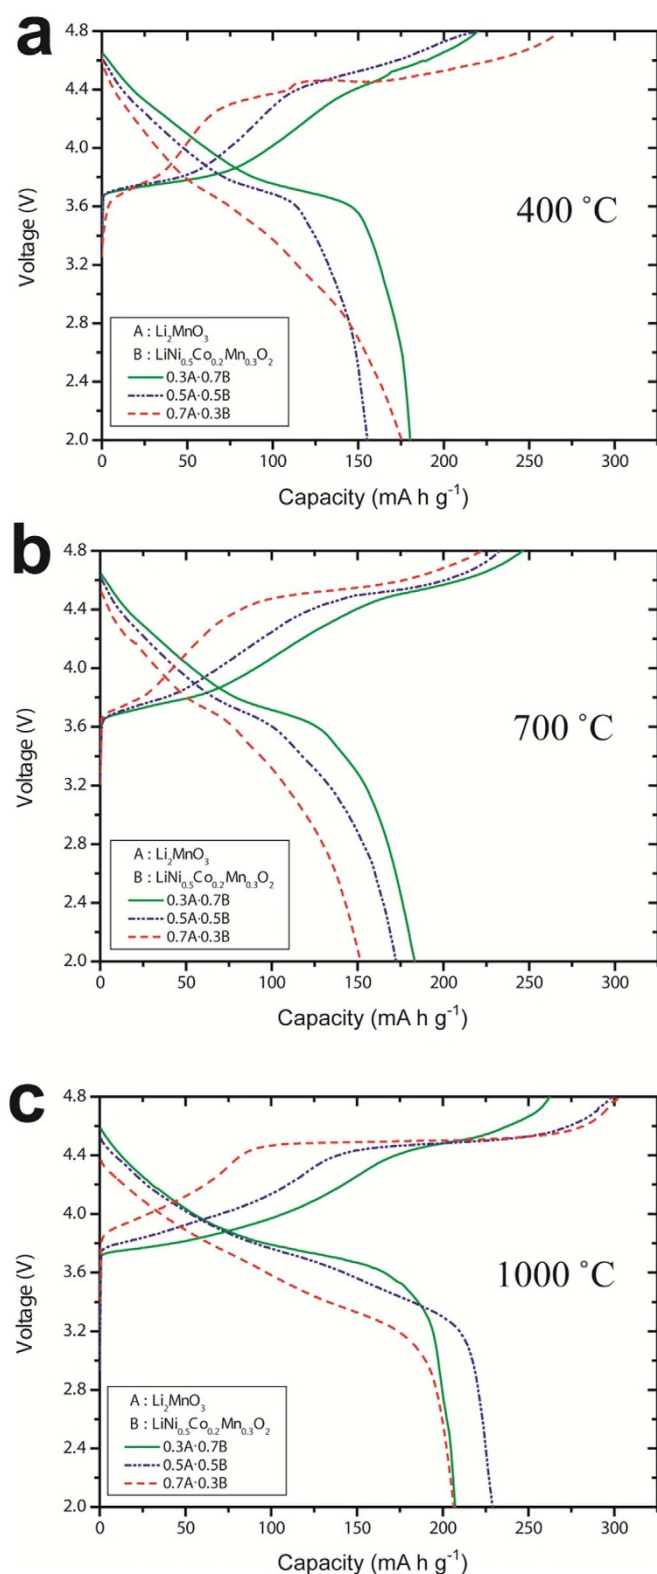 a
4.8
4.4
4.0
3.6
3.2
2.8
2.4
2.0
Voltage (V)
400 °C
A : Li₂MnO₃
B : LiNi₀.₅Co₀.₂Mn₀.₃O₂
0.3A·0.7B
0.5A·0.5B
0.7A·0.3B
0 50 100 150 200 250 300
Capacity (mA h g⁻¹)
b
4.8
4.4
4.0
3.6
3.2
2.8
2.4
2.0
Voltage (V)
700 °C
A : Li₂MnO₃
B : LiNi₀.₅Co₀.₂Mn₀.₃O₂
0.3A·0.7B
0.5A·0.5B
0.7A·0.3B
0 50 100 150 200 250 300
Capacity (mA h g⁻¹)
c
4.8
4.4
4.0
3.6
3.2
2.8
2.4
2.0
Voltage (V)
1000 °C
A : Li₂MnO₃
B : LiNi₀.₅Co₀.₂Mn₀.₃O₂
0.3A·0.7B
0.5A·0.5B
0.7A·0.3B
0 50 100 150 200 250 300
Capacity (mA h g⁻¹)